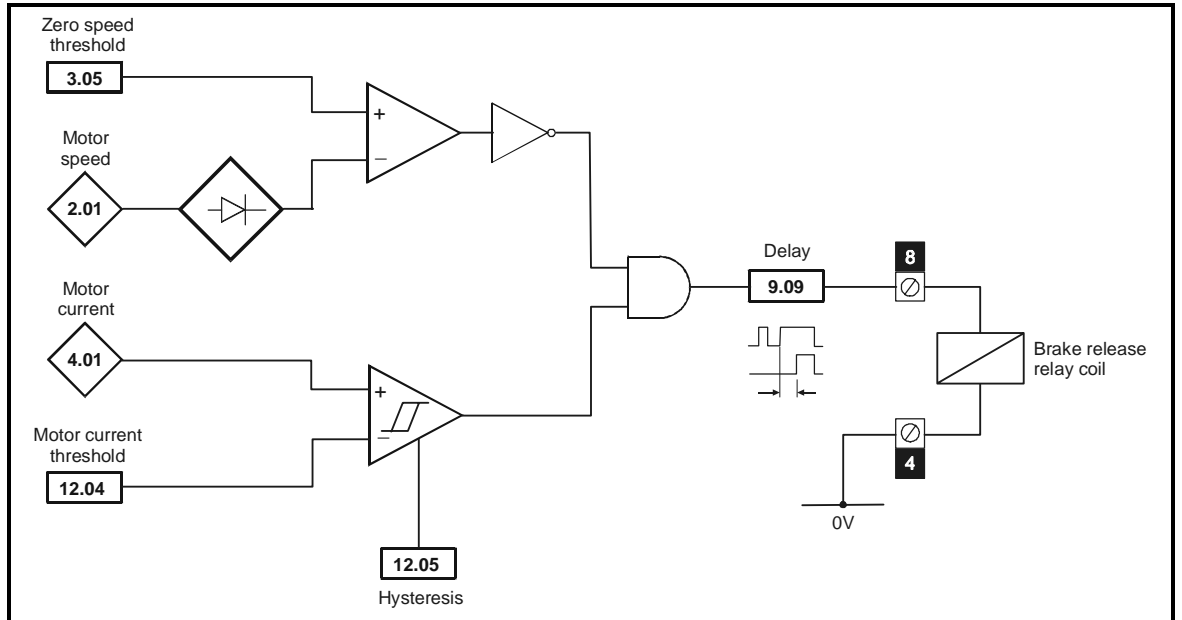 Zero speed
threshold
3.05
+
−
Motor
speed
2.01
Motor
current
4.01
+
−
Motor current
threshold
12.04
12.05
Hysteresis
Delay
9.09
8
Brake release
relay coil
4
0V